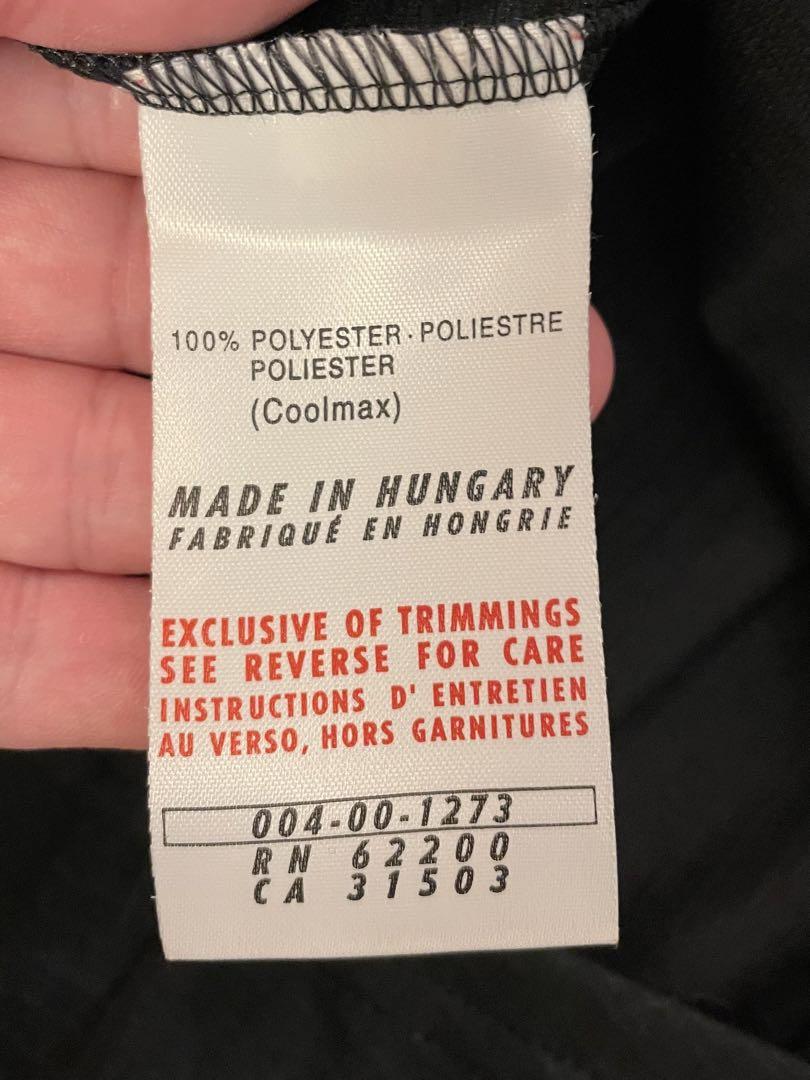 100% POLYESTER · POLIESTRE
POLIESTER
(Coolmax)
MADE IN HUNGARY
FABRIQUÉ EN HONGRIE
EXCLUSIVE OF TRIMMINGS
SEE REVERSE FOR CARE
INSTRUCTIONS D' ENTRETIEN
AU VERSO, HORS GARNITURES
004-00-1273
RN 62200
CA 31503